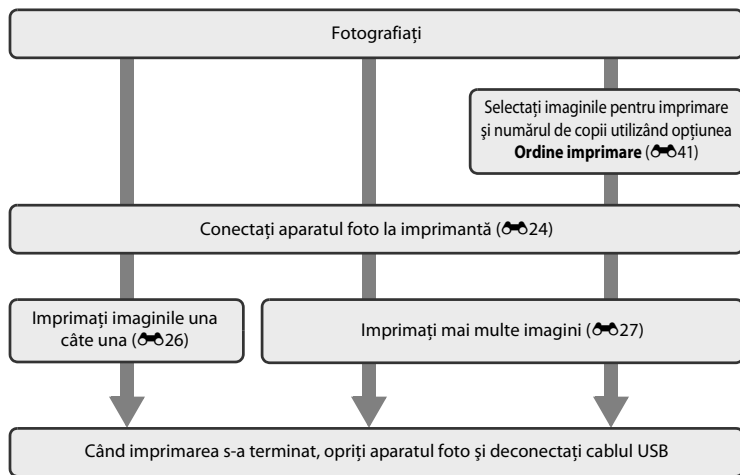 Fotografiați
Selectați imaginile pentru imprimare
şi numărul de copii utilizând opțiunea
Ordine imprimare (41)
Conectați aparatul foto la imprimantă (24)
Imprimați imaginile una
câte una (26)
Imprimați mai multe imagini (27)
Când imprimarea s-a terminat, opriți aparatul foto şi deconectați cablul USB